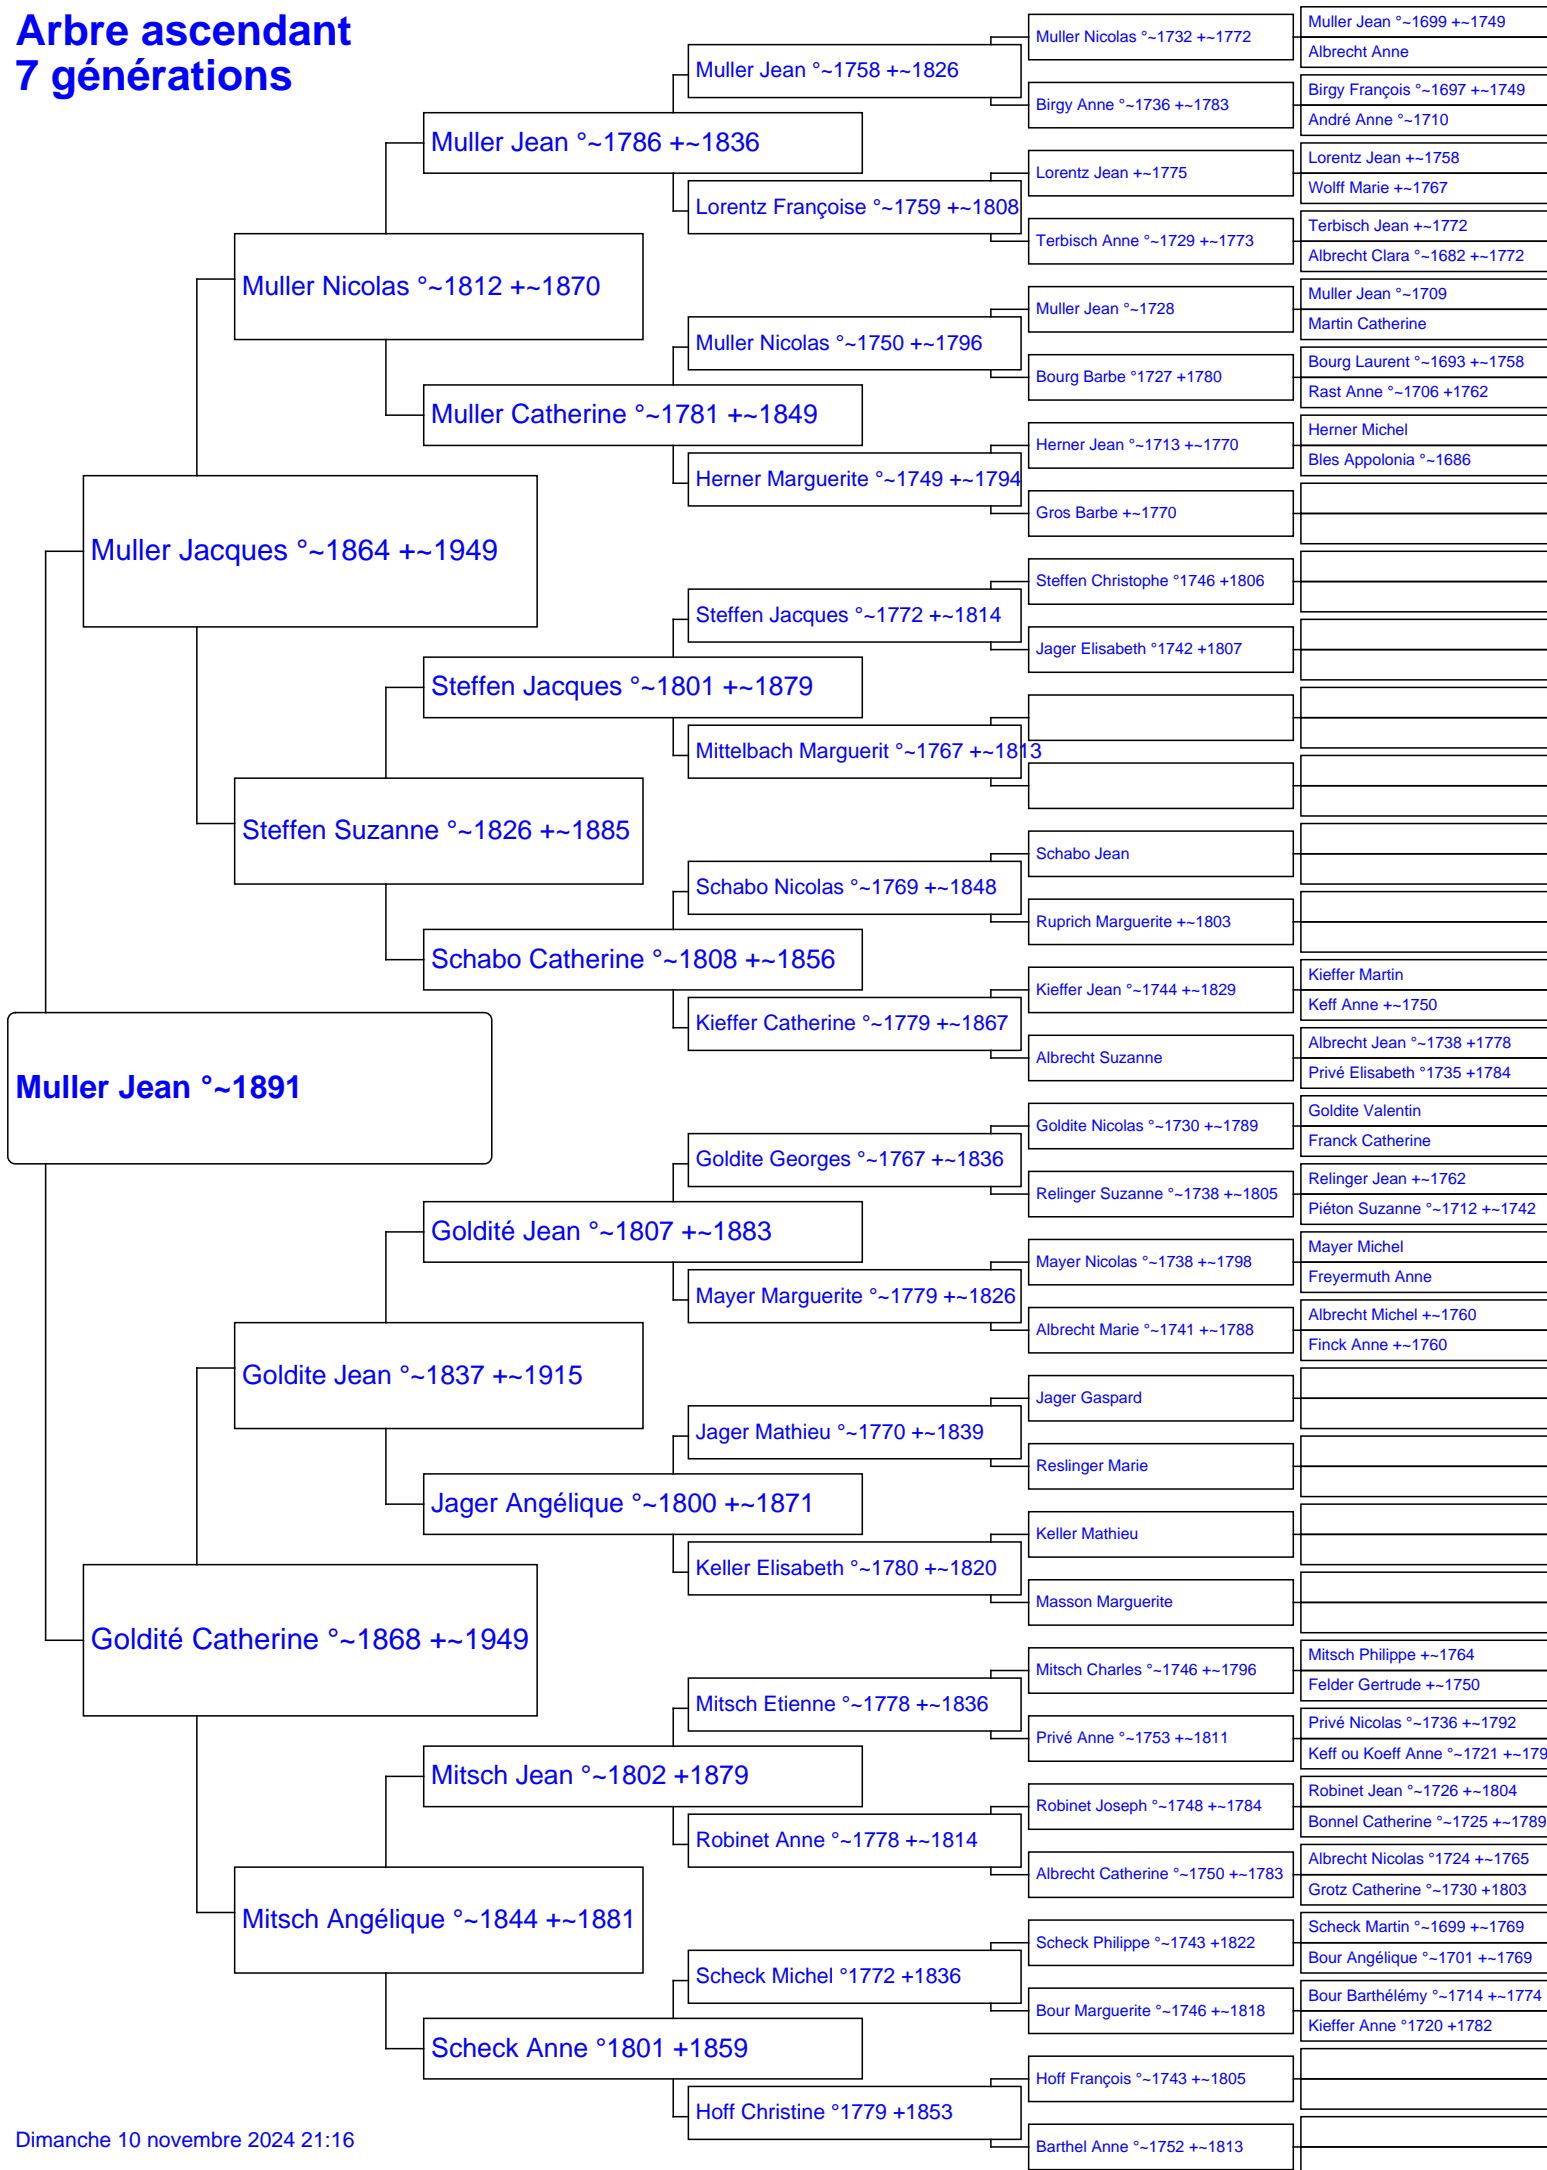 Arbre ascendant
7 générations
Muller Jean °~1891
Muller Jacques °~1864 +~1949
Goldité Catherine °~1868 +~1949
Muller Nicolas °~1812 +~1870
Steffen Suzanne °~1826 +~1885
Goldite Jean °~1837 +~1915
Mitsch Angélique °~1844 +~1881
Muller Jean °~1786 +~1836
Muller Catherine °~1781 +~1849
Steffen Jacques °~1801 +~1879
Schabo Catherine °~1808 +~1856
Goldité Jean °~1807 +~1883
Jager Angélique °~1800 +~1871
Mitsch Jean °~1802 +1879
Scheck Anne °1801 +1859
Muller Jean °~1758 +~1826
Lorentz Françoise °~1759 +~1808
Muller Nicolas °~1750 +~1796
Herner Marguerite °~1749 +~1794
Steffen Jacques °~1772 +~1814
Mittelbach Marguerit °~1767 +~1813
Schabo Nicolas °~1769 +~1848
Kieffer Catherine °~1779 +~1867
Goldite Georges °~1767 +~1836
Mayer Marguerite °~1779 +~1826
Jager Mathieu °~1770 +~1839
Keller Elisabeth °~1780 +~1820
Mitsch Etienne °~1778 +~1836
Robinet Anne °~1778 +~1814
Scheck Michel °1772 +1836
Hoff Christine °1779 +1853
Muller Nicolas °~1732 +~1772
Birgy Anne °~1736 +~1783
Lorentz Jean +~1775
Terbisch Anne °~1729 +~1773
Muller Jean °~1728
Bourg Barbe °1727 +1780
Herner Jean °~1713 +~1770
Gros Barbe +~1770
Steffen Christophe °1746 +1806
Jager Elisabeth °1742 +1807
Schabo Jean
Ruprich Marguerite +~1803
Kieffer Jean °~1744 +~1829
Albrecht Suzanne
Goldite Nicolas °~1730 +~1789
Relinger Suzanne °~1738 +~1805
Mayer Nicolas °~1738 +~1798
Albrecht Marie °~1741 +~1788
Jager Gaspard
Reslinger Marie
Keller Mathieu
Masson Marguerite
Mitsch Charles °~1746 +~1796
Privé Anne °~1753 +~1811
Robinet Joseph °~1748 +~1784
Albrecht Catherine °~1750 +~1783
Scheck Philippe °~1743 +1822
Bour Marguerite °~1746 +~1818
Hoff François °~1743 +~1805
Barthel Anne °~1752 +~1813
Muller Jean °~1699 +~1749
Albrecht Anne
Birgy François °~1697 +~1749
André Anne °~1710
Lorentz Jean +~1758
Wolff Marie +~1767
Terbisch Jean +~1772
Albrecht Clara °~1682 +~1772
Muller Jean °~1709
Martin Catherine
Bourg Laurent °~1693 +~1758
Rast Anne °~1706 +1762
Herner Michel
Bles Appolonia °~1686
Kieffer Martin
Keff Anne +~1750
Albrecht Jean °~1738 +1778
Privé Elisabeth °1735 +1784
Goldite Valentin
Franck Catherine
Relinger Jean +~1762
Piéton Suzanne °~1712 +~1742
Mayer Michel
Freyermuth Anne
Albrecht Michel +~1760
Finck Anne +~1760
Mitsch Philippe +~1764
Felder Gertrude +~1750
Privé Nicolas °~1736 +~1792
Keff ou Koeff Anne °~1721 +~179
Robinet Jean °~1726 +~1804
Bonnel Catherine °~1725 +~1789
Albrecht Nicolas °1724 +~1765
Grotz Catherine °~1730 +1803
Scheck Martin °~1699 +~1769
Bour Angélique °~1701 +~1769
Bour Barthélémy °~1714 +~1774
Kieffer Anne °1720 +1782
Dimanche 10 novembre 2024 21:16